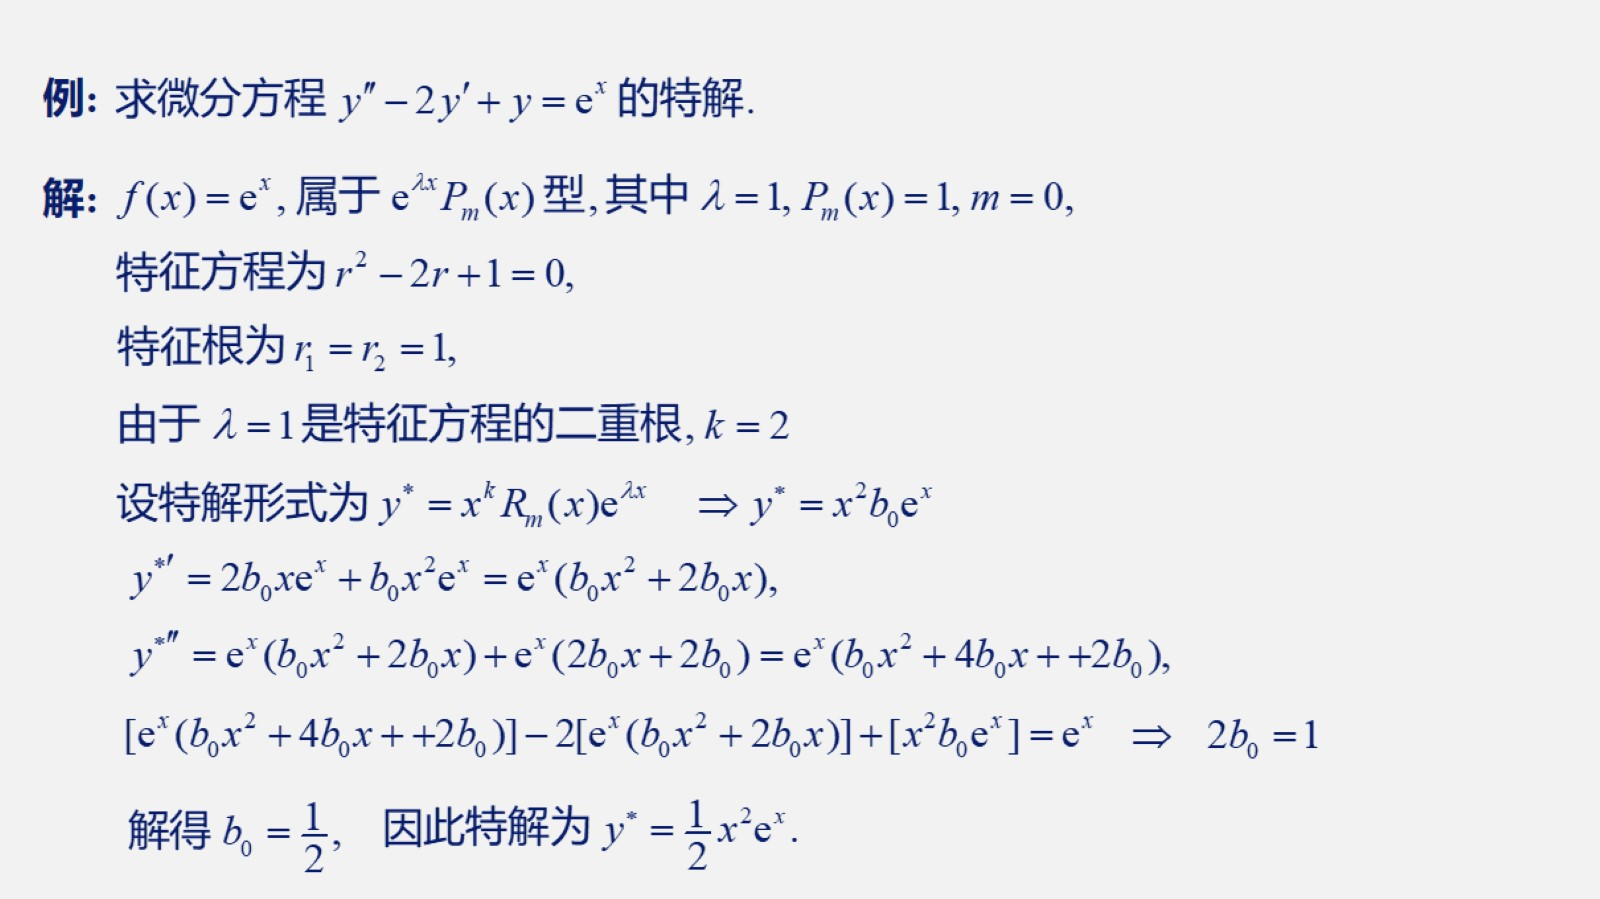 例: 求微分方程 y″ − 2y′ + y = eˣ 的特解.
解: f(x) = eˣ, 属于 e^{λx}Pₘ(x) 型, 其中 λ = 1, Pₘ(x) = 1, m = 0,
特征方程为 r² − 2r + 1 = 0,
特征根为 r₁ = r₂ = 1,
由于 λ = 1 是特征方程的二重根, k = 2
设特解形式为 y* = xᵏRₘ(x)e^{λx} ⇒ y* = x²b₀eˣ
y*′ = 2b₀xeˣ + b₀x²eˣ = eˣ(b₀x² + 2b₀x),
y*″ = eˣ(b₀x² + 2b₀x) + eˣ(2b₀x + 2b₀) = eˣ(b₀x² + 4b₀x + +2b₀),
[eˣ(b₀x² + 4b₀x + +2b₀)] − 2[eˣ(b₀x² + 2b₀x)] + [x²b₀eˣ] = eˣ ⇒ 2b₀ = 1
解得 b₀ = 1/2, 因此特解为 y* = 1/2 x²eˣ.